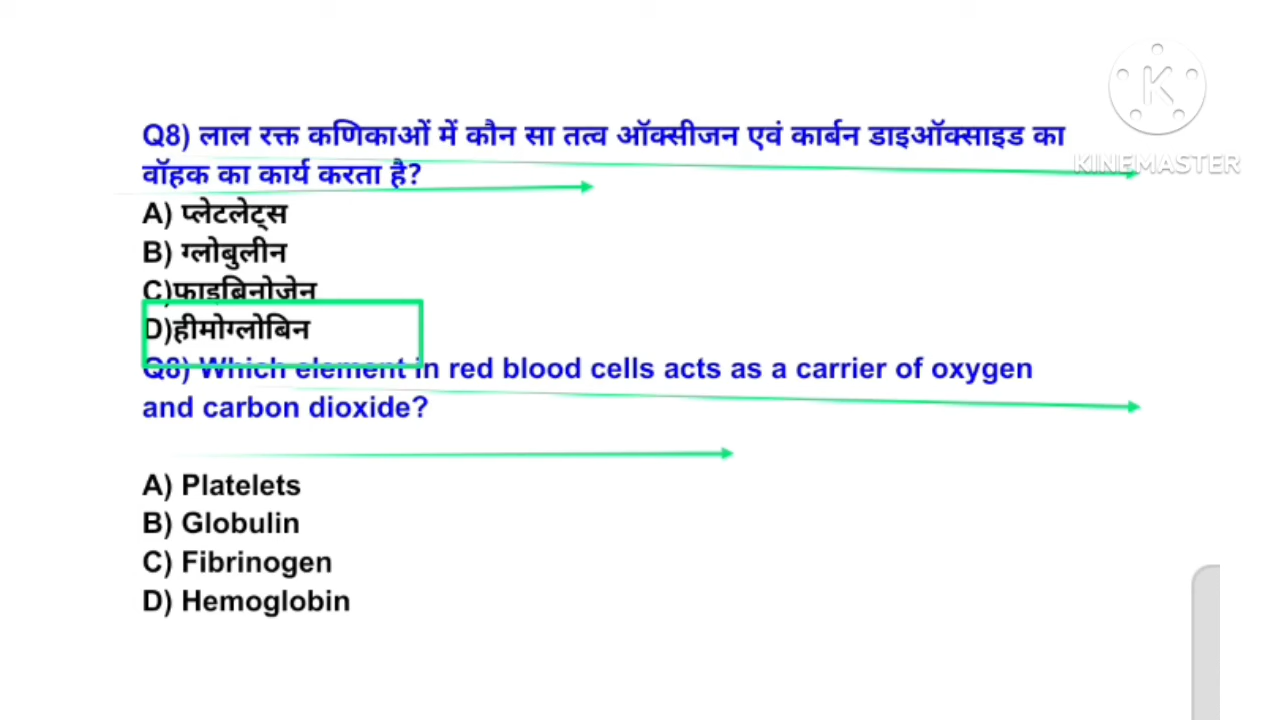 Q8) लाल रक्त कणिकाओं में कौन सा तत्व ऑक्सीजन एवं कार्बन डाइऑक्साइड का
वॉहक का कार्य करता है?
A) प्लेटलेट्स
B) ग्लोबुलीन
C)फाइबिनोजेन
D)हीमोग्लोबिन
Q8) Which element in red blood cells acts as a carrier of oxygen
and carbon dioxide?
A) Platelets
B) Globulin
C) Fibrinogen
D) Hemoglobin
K
KINEMASTER